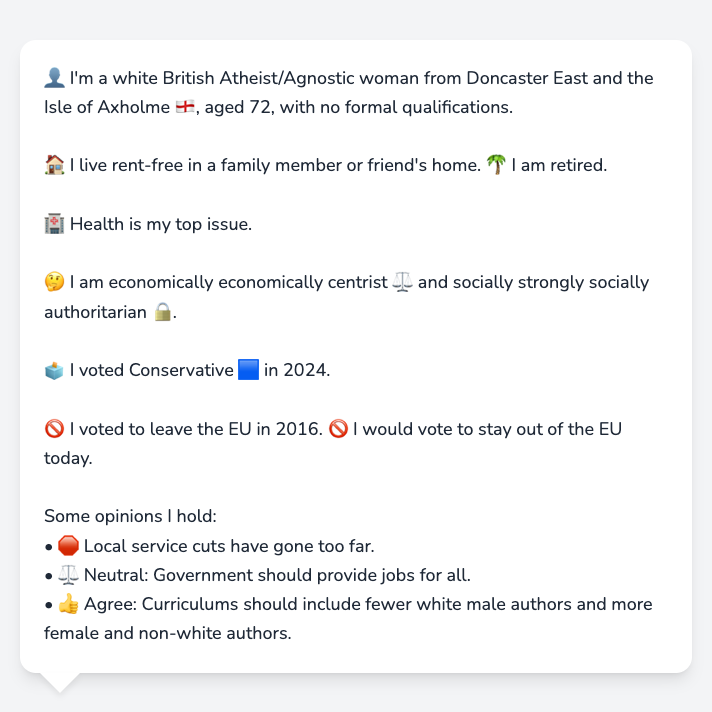 👤 I'm a white British Atheist/Agnostic woman from Doncaster East and the
Isle of Axholme 🏴󠁧󠁢󠁥󠁮󠁧󠁿, aged 72, with no formal qualifications.
🏠 I live rent-free in a family member or friend's home. 🌴 I am retired.
🏥 Health is my top issue.
🤔 I am economically economically centrist ⚖️ and socially strongly socially
authoritarian 🔒.
🗳️ I voted Conservative 🟦 in 2024.
🚫 I voted to leave the EU in 2016. 🚫 I would vote to stay out of the EU
today.
Some opinions I hold:
• 🛑 Local service cuts have gone too far.
• ⚖️ Neutral: Government should provide jobs for all.
• 👍 Agree: Curriculums should include fewer white male authors and more
female and non-white authors.